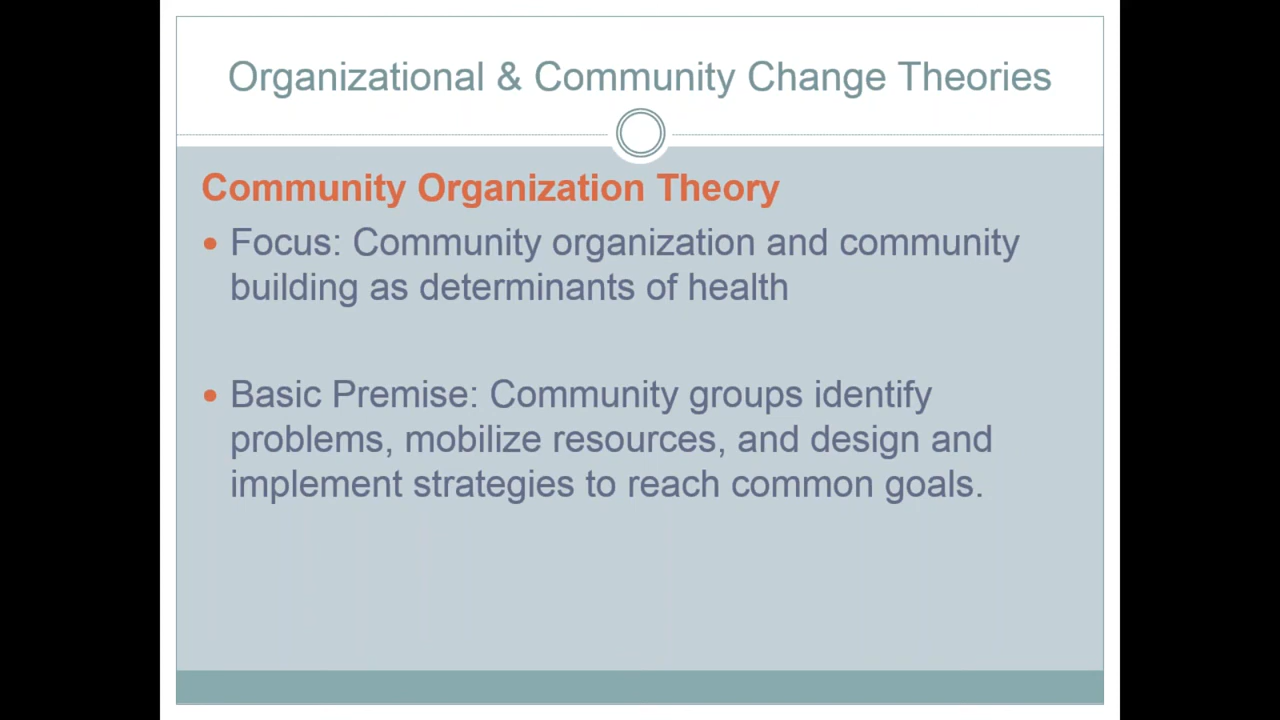 Organizational & Community Change Theories
Community Organization Theory
• Focus: Community organization and community
building as determinants of health
• Basic Premise: Community groups identify
problems, mobilize resources, and design and
implement strategies to reach common goals.